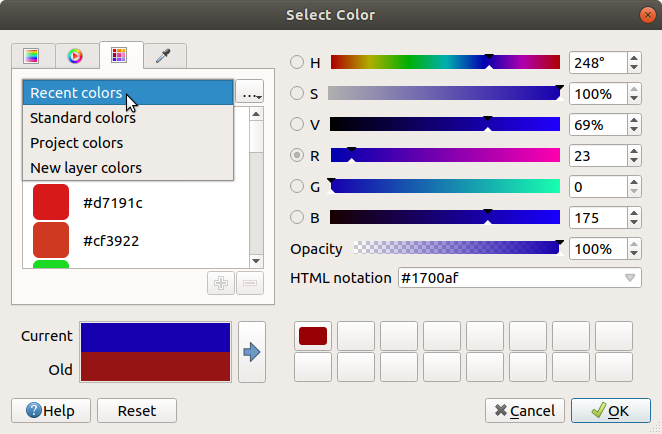 Select Color
H 248°
Recent colors ...
S 100%
Standard colors
V 69%
Project colors
R 23
New layer colors
G 0
#d7191c
B 175
#cf3922
Opacity 100%
HTML notation #1700af
Current
Old
Help Reset Cancel OK